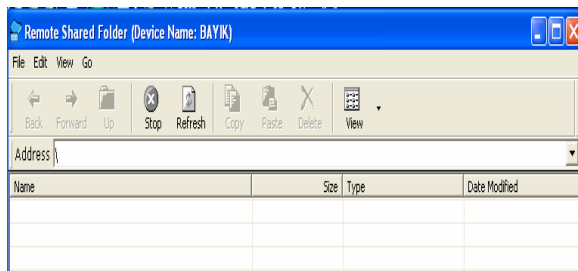 Remote Shared Folder (Device Name: BAYIK)
File Edit View Go
Back Forward Up Stop Refresh Copy Paste Delete View
Address \
Name Size Type Date Modified